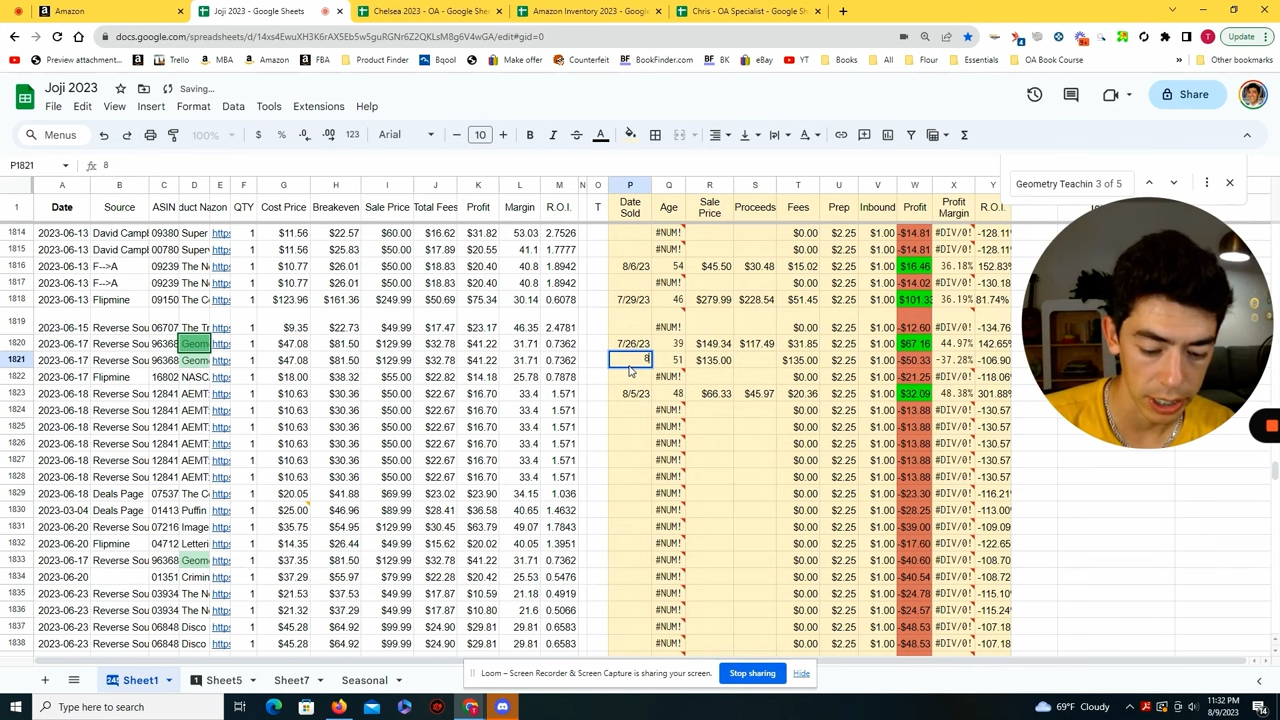 Amazon
Joji 2023 - Google Sheets
Chelsea 2023 - OA - Google She
Amazon Inventory 2023 - Google
Chris - OA Specialist - Google Sh
docs.google.com/spreadsheets/d/14xs4EwuXH3K6rAX5Eb5w5guRGNr6Z2QKLsM8g6V4wGA/edit#gid=0
Update
Bookmarks
YouTube
Trello
MBA
Amazon
FBA
Product Finder
Bqool
Make offer
Counterfeit
BookFinder.com
BK
eBay
YT
Books
All
Flour
Essentials
OA Book Course
Other bookmarks
Joji 2023
Saving...
File Edit View Insert Format Data Tools Extensions Help
Share
Menus 100% $ % .0 .00 123 Arial 10 B I A
P1821 fx 8
Geometry Teachin 3 of 5
A B C D E F G H I J K L M N O P Q R S T U V W X Y
1 Date Source ASIN duct Na zon QTY Cost Price Breakeven Sale Price Total Fees Profit Margin R.O.I. T Date Sold Age Sale Price Proceeds Fees Prep Inbound Profit Profit Margin R.O.I.
1814 2023-06-13 David Camp 09380 Super https 1 $11.56 $22.57 $60.00 $16.62 $31.82 53.03 2.7526 #NUM! $0.00 $2.25 $1.00 -$14.81 #DIV/0! -128.11%
1815 2023-06-13 David Camp 00780 Super https 1 $11.56 $25.83 $50.00 $17.89 $20.55 41.1 1.7777 #NUM! $0.00 $2.25 $1.00 -$14.81 #DIV/0! -128.11%
1816 2023-06-13 F-->A 09239 The N https 1 $10.77 $26.01 $50.00 $18.83 $20.40 40.8 1.8942 8/6/23 54 $45.50 $30.48 $15.02 $2.25 $1.00 $16.46 36.18% 152.83%
1817 2023-06-13 F-->A 09239 The N https 1 $10.77 $26.01 $50.00 $18.83 $20.40 40.8 1.8942 #NUM! $0.00 $2.25 $1.00 -$14.02 #DIV/0!
1818 2023-06-13 Flipmine 09150 The C https 1 $123.96 $161.36 $249.99 $50.69 $75.34 30.14 0.6078 7/29/23 46 $279.99 $228.54 $51.45 $2.25 $1.00 $101.33 36.19% 81.74%
1819 2023-06-15 Reverse Sou 06707 The Tr https 1 $9.35 $22.73 $49.99 $17.47 $23.17 46.35 2.4781 #NUM! $0.00 $2.25 $1.00 -$12.60 #DIV/0! -134.76
1820 2023-06-17 Reverse Sou 96368 Geom https 1 $47.08 $81.50 $129.99 $32.78 $41.22 31.71 0.7362 7/26/23 39 $149.34 $117.49 $31.85 $2.25 $1.00 $67.16 44.97% 142.65%
1821 2023-06-17 Reverse Sou 96368 Geom https 1 $47.08 $81.50 $129.99 $32.78 $41.22 31.71 0.7362 8 51 $135.00 $135.00 $2.25 $1.00 -$50.33 -37.28% -106.90
1822 2023-06-17 Flipmine 16802 NASC https 1 $18.00 $38.32 $55.00 $22.82 $14.18 25.78 0.7878 #NUM! $0.00 $2.25 $1.00 -$21.25 #DIV/0! -118.06
1823 2023-06-18 Reverse Sou 12841 AEMT https 1 $10.63 $30.36 $50.00 $22.67 $16.70 33.4 1.571 8/5/23 48 $66.33 $45.97 $20.36 $2.25 $1.00 $32.09 48.38% 301.88%
1824 2023-06-18 Reverse Sou 12841 AEMT https 1 $10.63 $30.36 $50.00 $22.67 $16.70 33.4 1.571 #NUM! $0.00 $2.25 $1.00 -$13.88 #DIV/0! -130.57
1825 2023-06-18 Reverse Sou 12841 AEMT https 1 $10.63 $30.36 $50.00 $22.67 $16.70 33.4 1.571 #NUM! $0.00 $2.25 $1.00 -$13.88 #DIV/0! -130.57
1826 2023-06-18 Reverse Sou 12841 AEMT https 1 $10.63 $30.36 $50.00 $22.67 $16.70 33.4 1.571 #NUM! $0.00 $2.25 $1.00 -$13.88 #DIV/0! -130.57
1827 2023-06-18 Reverse Sou 12841 AEMT https 1 $10.63 $30.36 $50.00 $22.67 $16.70 33.4 1.571 #NUM! $0.00 $2.25 $1.00 -$13.88 #DIV/0! -130.57
1828 2023-06-18 Reverse Sou 12841 AEMT https 1 $10.63 $30.36 $50.00 $22.67 $16.70 33.4 1.571 #NUM! $0.00 $2.25 $1.00 -$13.88 #DIV/0! -130.57
1829 2023-06-18 Deals Page 07537 The C https 1 $20.05 $41.88 $69.99 $28.04 $23.90 34.15 1.036 #NUM! $0.00 $2.25 $1.00 -$23.30 #DIV/0! -116.21
1830 2023-03-04 Deals Page 01413 Puffin https 1 $25.00 $46.96 $89.99 $28.41 $36.58 40.65 1.4632 #NUM! $0.00 $2.25 $1.00 -$28.25 #DIV/0! -113.00
1831 2023-06-20 Reverse Sou 07216 Image https 1 $35.75 $54.95 $129.99 $30.45 $63.79 49.07 1.7843 #NUM! $0.00 $2.25 $1.00 -$39.00 #DIV/0! -109.09
1832 2023-06-20 Flipmine 04712 Letteri https 1 $14.35 $26.44 $50.00 $15.62 $20.02 40.05 1.3951 #NUM! $0.00 $2.25 $1.00 -$17.60 #DIV/0! -122.65
1833 2023-06-17 Reverse Sou 96368 Geom https 1 $37.35 $81.50 $129.99 $32.78 $41.22 31.71 0.7362 #NUM! $0.00 $2.25 $1.00 -$40.60 #DIV/0! -108.70
1834 2023-06-20 01351 Crimin https 1 $37.29 $55.97 $79.99 $22.28 $20.42 25.53 0.5476 #NUM! $0.00 $2.25 $1.00 -$40.54 #DIV/0! -108.72
1835 2023-06-23 Reverse Sou 03934 The N https 1 $21.53 $37.53 $49.99 $18.00 $10.46 21.18 0.4919 #NUM! $0.00 $2.25 $1.00 -$24.78 #DIV/0! -115.10
1836 2023-06-23 Reverse Sou 03934 The N https 1 $21.32 $37.29 $49.99 $17.87 $10.80 21.6 0.5066 #NUM! $0.00 $2.25 $1.00 -$24.57 #DIV/0! -115.24
1837 2023-06-23 Reverse Sou 06848 Disco https 1 $45.28 $64.92 $99.99 $24.90 $29.81 29.81 0.6583 #NUM! $0.00 $2.25 $1.00 -$48.53 #DIV/0! -107.18
1838 2023-06-23 Reverse Sou 06848 Disco https 1 $45.28 $64.92 $99.99 $24.90 $29.81 29.81 0.6583 #NUM! $0.00 $2.25 $1.00 -$48.53 #DIV/0! -107.18
Sheet1 Sheet5 Sheet7 Seasonal
Loom – Screen Recorder & Screen Capture is sharing your screen. Stop sharing Hide
Type here to search
69°F Cloudy
11:32 PM
8/9/2023
14